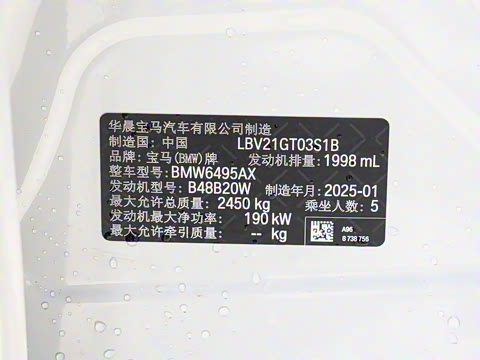 华晨宝马汽车有限公司制造
制造国: 中国 LBV21GT03S1B
品牌: 宝马(BMW)牌 发动机排量: 1998 mL
整车型号: BMW6495AX
发动机型号: B48B20W 制造年月: 2025-01
最大允许总质量: 2450 kg 乘坐人数: 5
发动机最大净功率: 190 kW
最大允许牵引质量: -- kg
A96
8 738 756